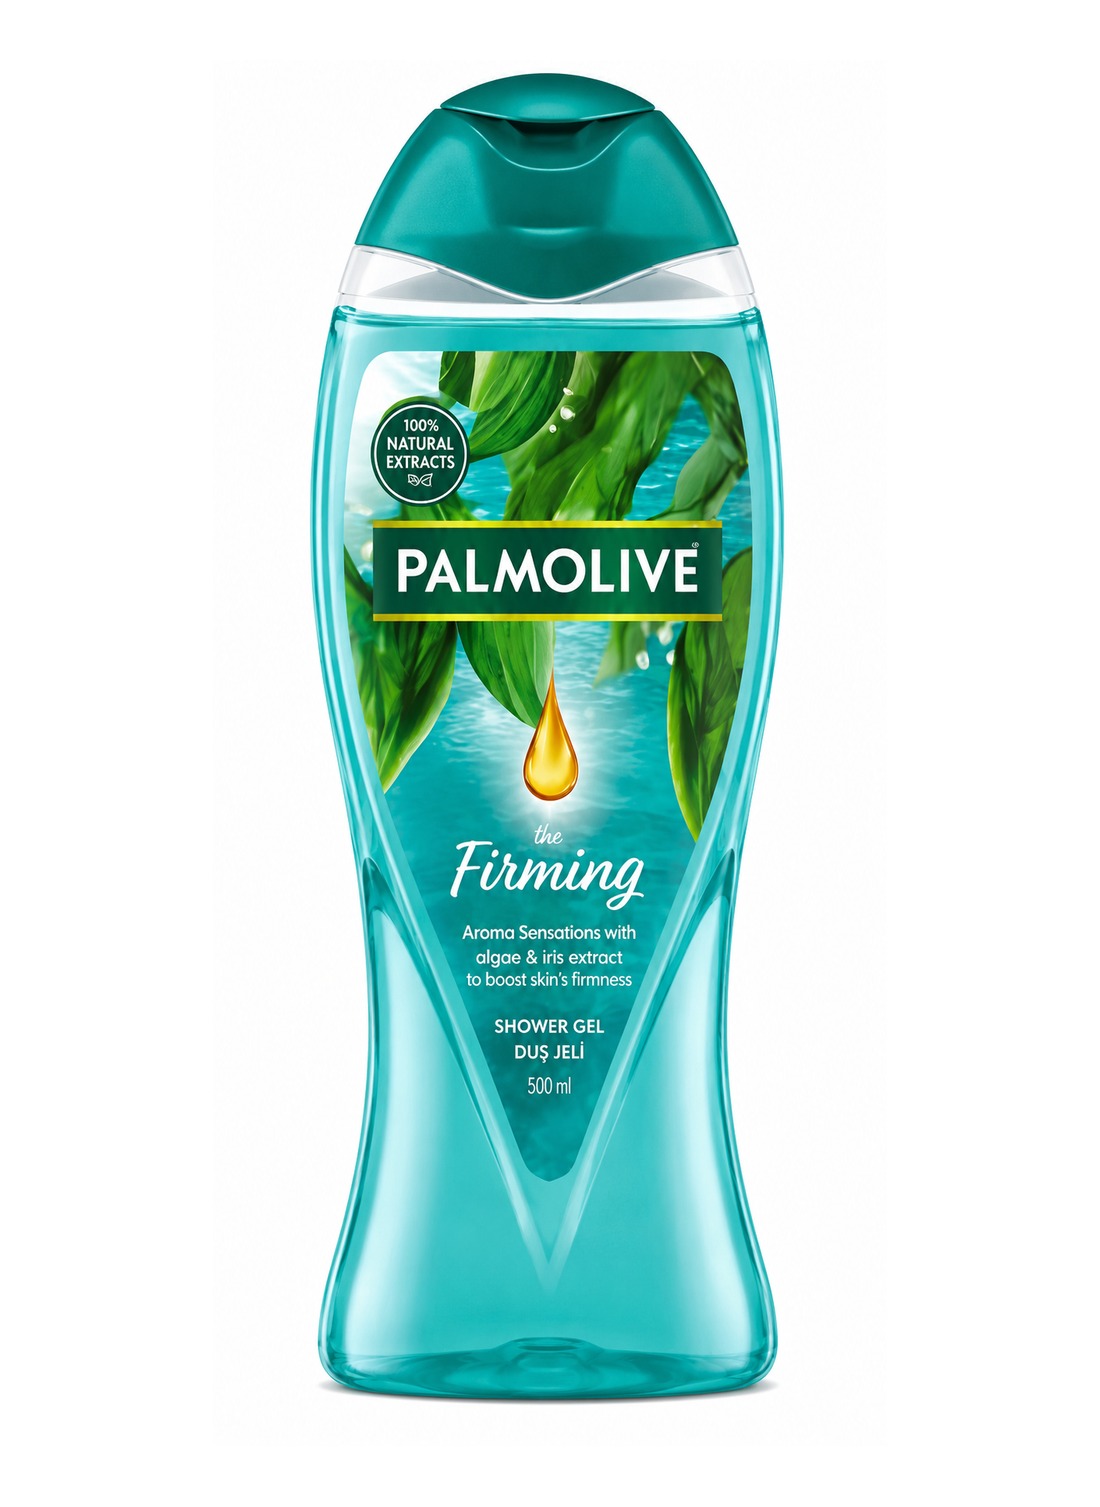 100%
NATURAL
EXTRACTS
PALMOLIVE
the
Firming
Aroma Sensations with
algae & iris extract
to boost skin's firmness
SHOWER GEL
DUŞ JELİ
500 ml